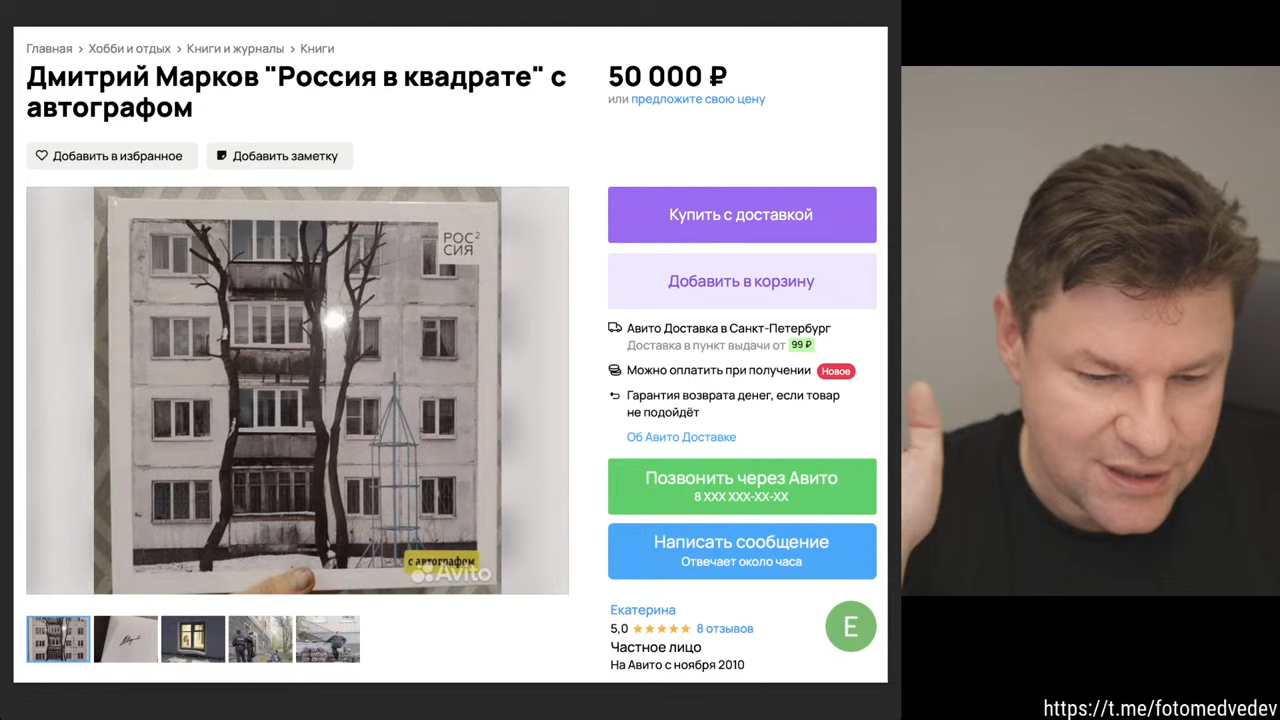 Главная › Хобби и отдых › Книги и журналы › Книги
Дмитрий Марков "Россия в квадрате" с
автографом
50 000 ₽
или предложите свою цену
Добавить в избранное
Добавить заметку
РОС²
СИЯ
с автографом
Avito
Купить с доставкой
Добавить в корзину
Авито Доставка в Санкт-Петербург
Доставка в пункт выдачи от 99 ₽
Можно оплатить при получении Новое
Гарантия возврата денег, если товар
не подойдёт
Об Авито Доставке
Позвонить через Авито
8 XXX XXX-XX-XX
Написать сообщение
Отвечает около часа
Екатерина
5,0 ★★★★★ 8 отзывов
Частное лицо
На Авито с ноября 2010
E
https://t.me/fotomedvedev